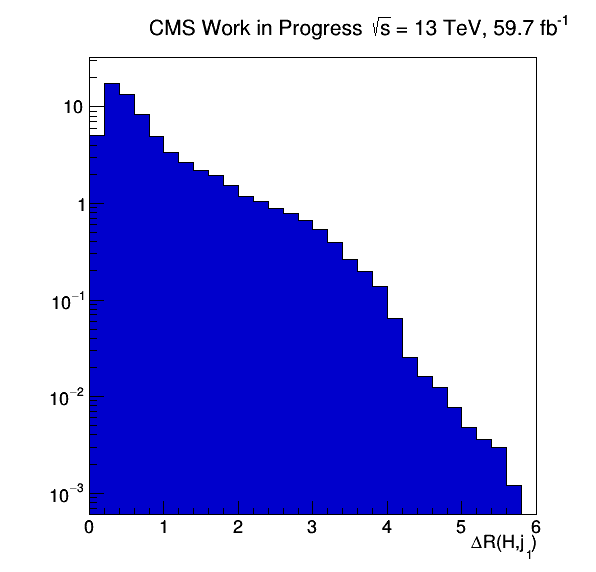 CMS Work in Progress √s = 13 TeV, 59.7 fb⁻¹
10
1
10⁻¹
10⁻²
10⁻³
0 1 2 3 4 5 6
ΔR(H,j₁)